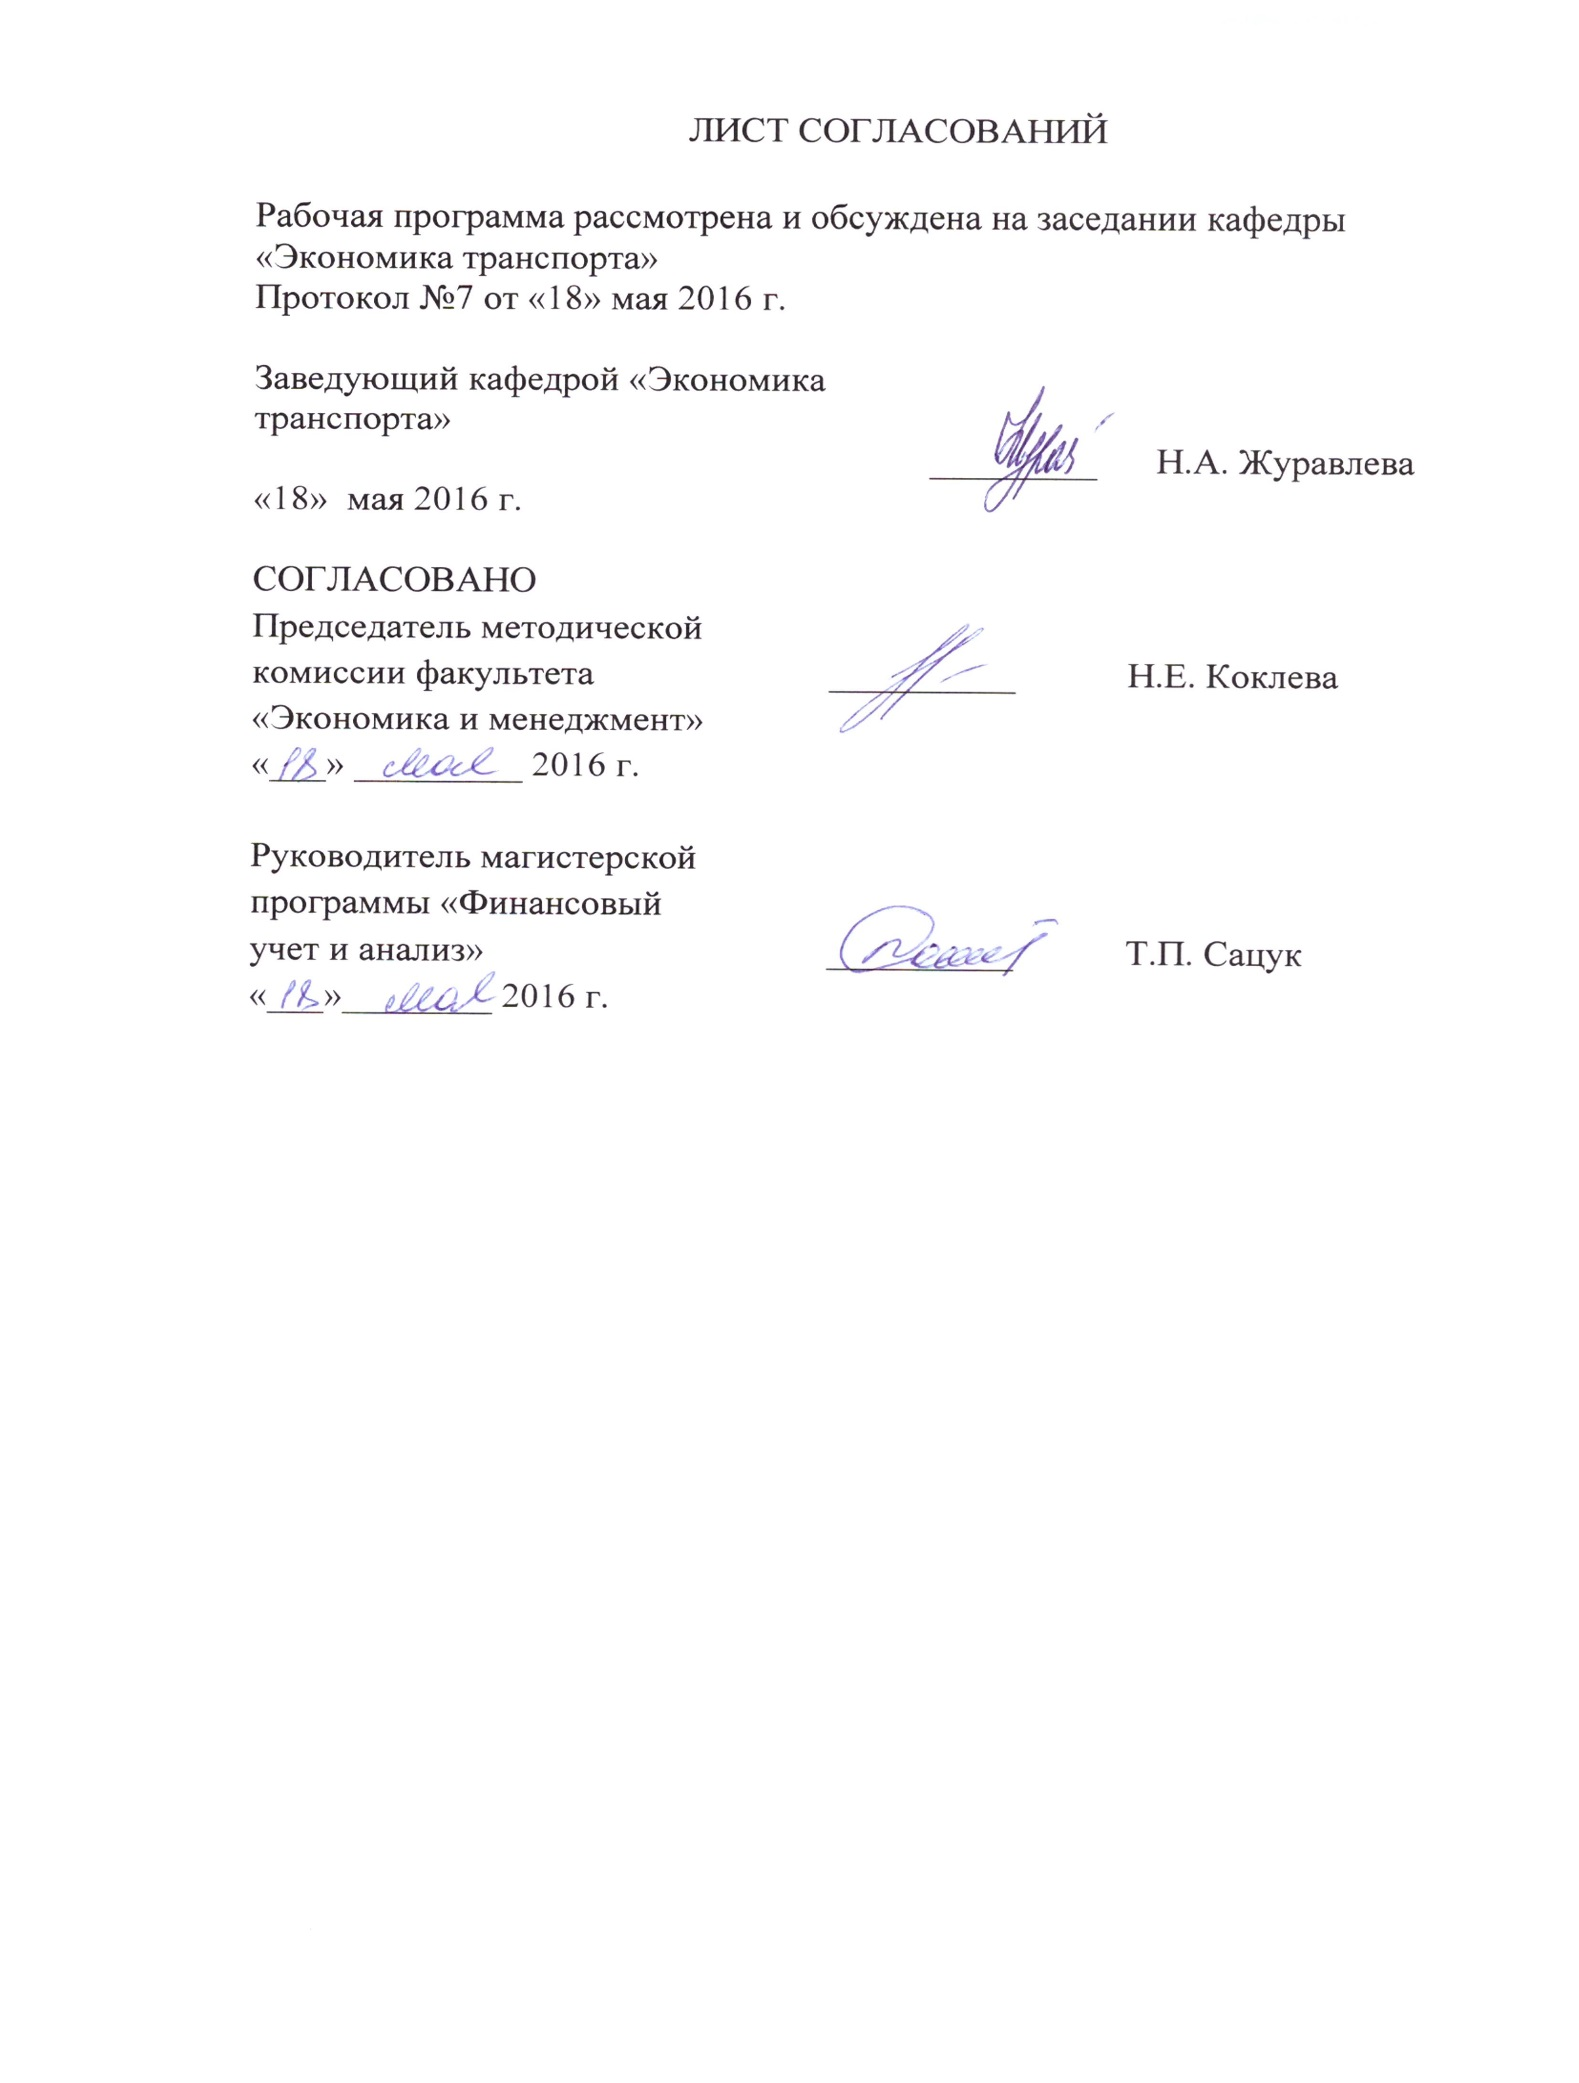 ЛИСТ СОГЛАСОВАНИЙ
Рабочая программа рассмотрена и обсуждена на заседании кафедры
«Экономика транспорта»
Протокол №7 от «18» мая 2016 г.
Заведующий кафедрой «Экономика
транспорта»
Н.А. Журавлева
«18» мая 2016 г.
СОГЛАСОВАНО
Председатель методической
комиссии факультета Н.Е. Коклева
«Экономика и менеджмент»
«18» мая 2016 г.
Руководитель магистерской
программы «Финансовый
учет и анализ» Т.П. Сацук
«18» мая 2016 г.